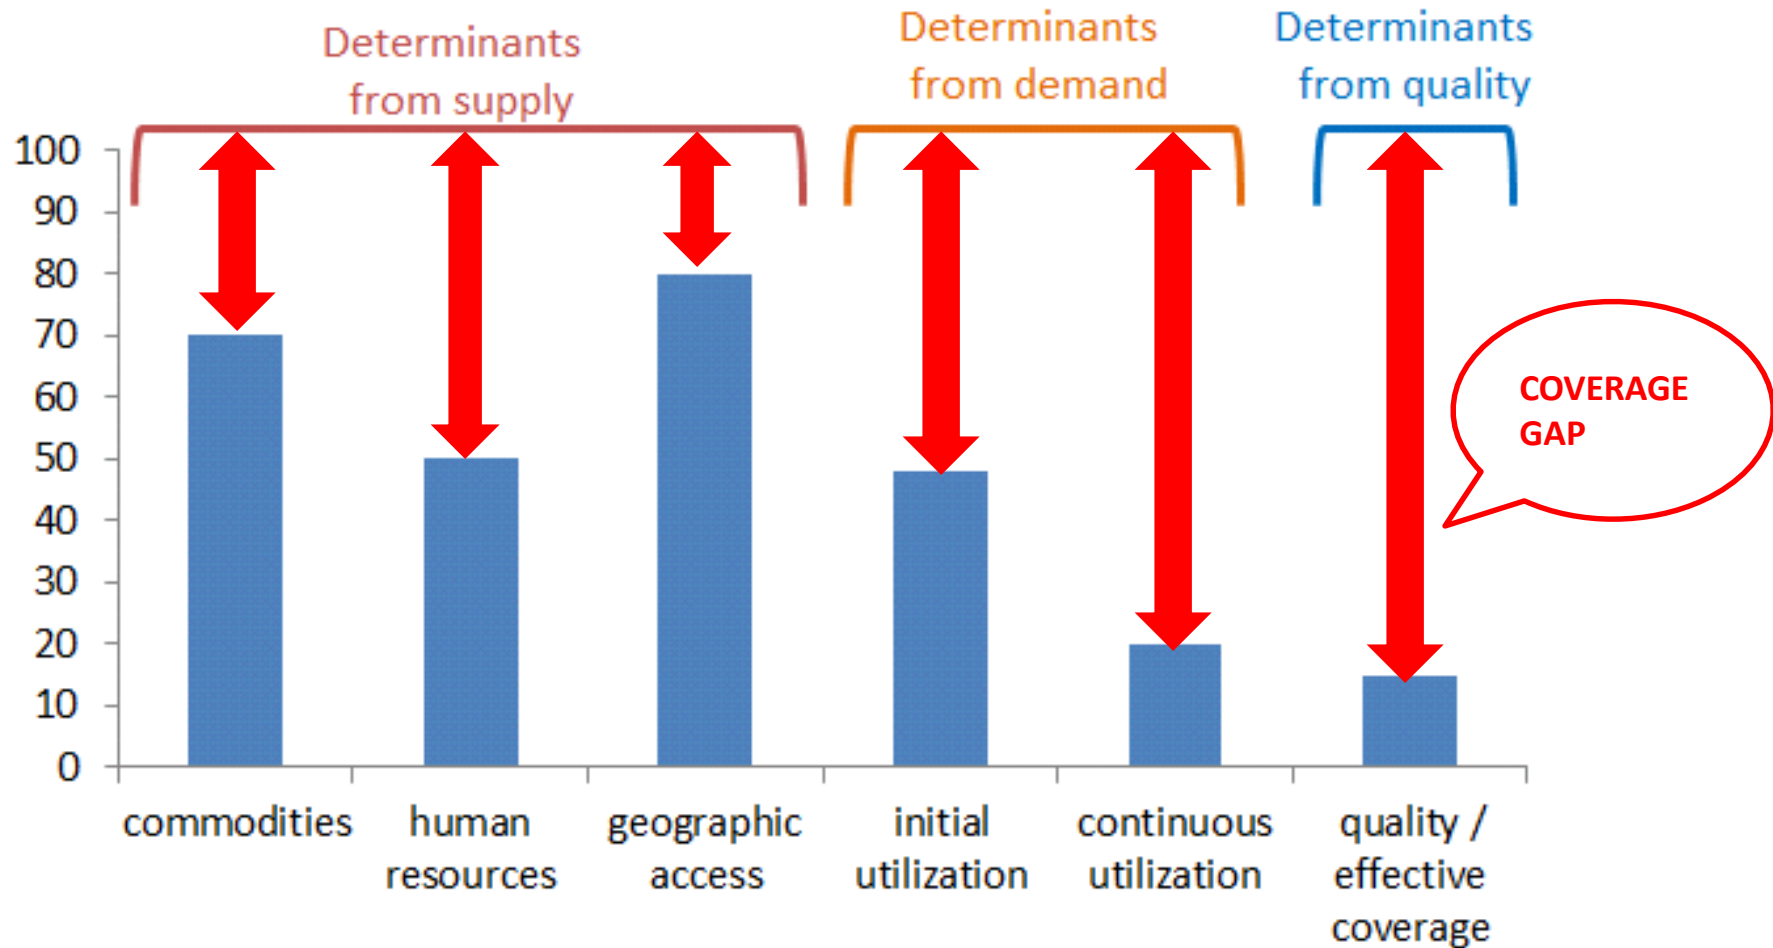 Determinants
from supply
Determinants
from demand
Determinants
from quality
100
90
80
70
60
50
40
30
20
10
0
COVERAGE
GAP
commodities
human
resources
geographic
access
initial
utilization
continuous
utilization
quality /
effective
coverage